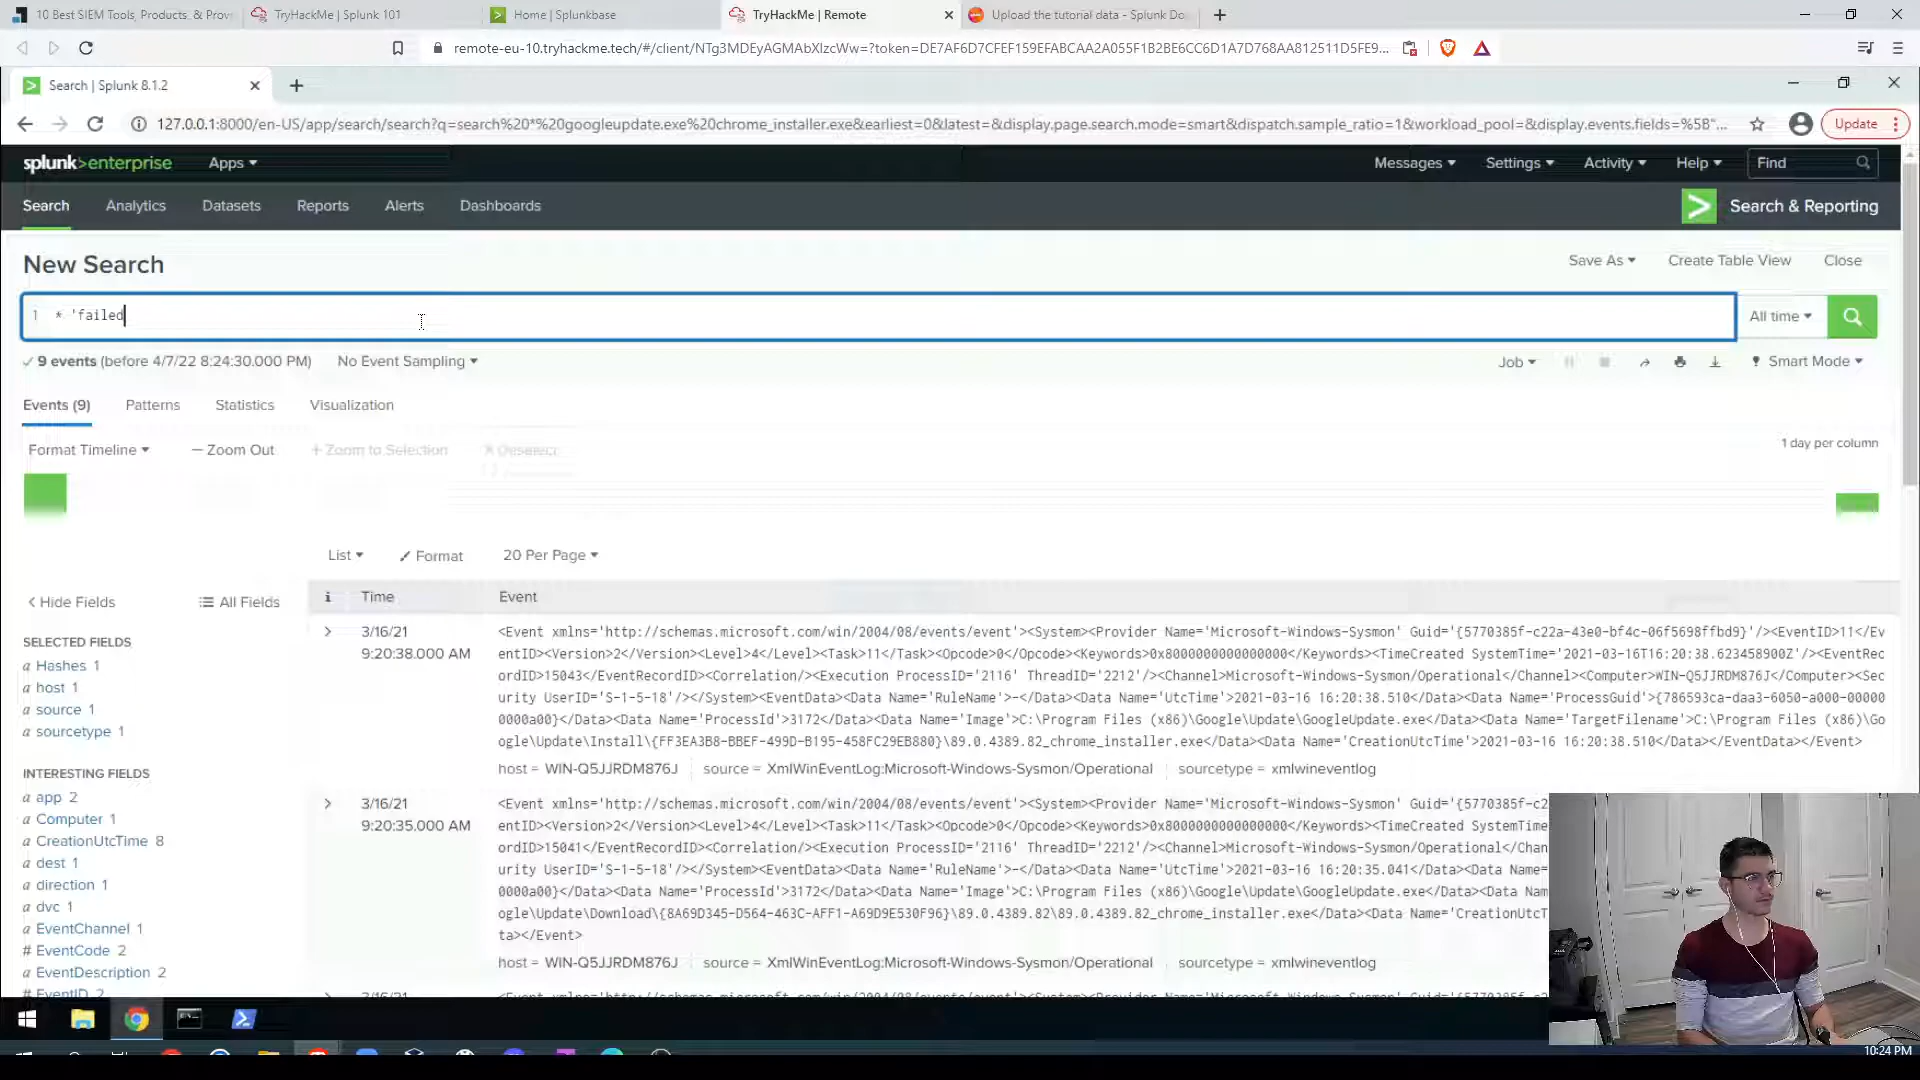 10 Best SIEM Tools, Products, & Prov
TryHackMe | Splunk 101
Home | Splunkbase
TryHackMe | Remote
Upload the tutorial data - Splunk Do
remote-eu-10.tryhackme.tech/#/client/NTg3MDEyAGMAbXlzcWw=?token=DE7AF6D7CFEF159EFABCAA2A055F1B2BE6CC6D1A7D768AA812511D5FE9...
Search | Splunk 8.1.2
127.0.0.1:8000/en-US/app/search/search?q=search%20*%20googleupdate.exe%20chrome_installer.exe&earliest=0&latest=&display.page.search.mode=smart&dispatch.sample_ratio=1&workload_pool=&display.events.fields=%5B"...
Update
splunk>enterprise
Apps
Messages
Settings
Activity
Help
Find
Search
Analytics
Datasets
Reports
Alerts
Dashboards
Search & Reporting
New Search
Save As
Create Table View
Close
1 * 'failed
All time
9 events (before 4/7/22 8:24:30.000 PM)
No Event Sampling
Job
Smart Mode
Events (9)
Patterns
Statistics
Visualization
Format Timeline
— Zoom Out
+ Zoom to Selection
× Deselect
1 day per column
List
Format
20 Per Page
< Hide Fields
All Fields
i
Time
Event
SELECTED FIELDS
a Hashes 1
a host 1
a source 1
a sourcetype 1
INTERESTING FIELDS
a app 2
a Computer 1
a CreationUtcTime 8
a dest 1
a direction 1
a dvc 1
a EventChannel 1
# EventCode 2
a EventDescription 2
# EventID 2
3/16/21
9:20:38.000 AM
<Event xmlns='http://schemas.microsoft.com/win/2004/08/events/event'><System><Provider Name='Microsoft-Windows-Sysmon' Guid='{5770385f-c22a-43e0-bf4c-06f5698ffbd9}'/><EventID>11</Ev
entID><Version>2</Version><Level>4</Level><Task>11</Task><Opcode>0</Opcode><Keywords>0x8000000000000000</Keywords><TimeCreated SystemTime='2021-03-16T16:20:38.623458900Z'/><EventRec
ordID>15043</EventRecordID><Correlation/><Execution ProcessID='2116' ThreadID='2212'/><Channel>Microsoft-Windows-Sysmon/Operational</Channel><Computer>WIN-Q5JJRDM876J</Computer><Sec
urity UserID='S-1-5-18'/></System><EventData><Data Name='RuleName'>-</Data><Data Name='UtcTime'>2021-03-16 16:20:38.510</Data><Data Name='ProcessGuid'>{786593ca-daa3-6050-a000-00000
0000a00}</Data><Data Name='ProcessId'>3172</Data><Data Name='Image'>C:\Program Files (x86)\Google\Update\GoogleUpdate.exe</Data><Data Name='TargetFilename'>C:\Program Files (x86)\Go
ogle\Update\Install\{FF3EA3B8-BBEF-499D-B195-458FC29EB880}\89.0.4389.82_chrome_installer.exe</Data><Data Name='CreationUtcTime'>2021-03-16 16:20:38.510</Data></EventData></Event>
host = WIN-Q5JJRDM876J
source = XmlWinEventLog:Microsoft-Windows-Sysmon/Operational
sourcetype = xmlwineventlog
3/16/21
9:20:35.000 AM
<Event xmlns='http://schemas.microsoft.com/win/2004/08/events/event'><System><Provider Name='Microsoft-Windows-Sysmon' Guid='{5770385f-c2
entID><Version>2</Version><Level>4</Level><Task>11</Task><Opcode>0</Opcode><Keywords>0x8000000000000000</Keywords><TimeCreated SystemTime
ordID>15041</EventRecordID><Correlation/><Execution ProcessID='2116' ThreadID='2212'/><Channel>Microsoft-Windows-Sysmon/Operational</Chan
urity UserID='S-1-5-18'/></System><EventData><Data Name='RuleName'>-</Data><Data Name='UtcTime'>2021-03-16 16:20:35.041</Data><Data Name=
0000a00}</Data><Data Name='ProcessId'>3172</Data><Data Name='Image'>C:\Program Files (x86)\Google\Update\GoogleUpdate.exe</Data><Data Nam
ogle\Update\Download\{8A69D345-D564-463C-AFF1-A69D9E530F96}\89.0.4389.82\89.0.4389.82_chrome_installer.exe</Data><Data Name='CreationUtcT
ta></Event>
host = WIN-Q5JJRDM876J
source = XmlWinEventLog:Microsoft-Windows-Sysmon/Operational
sourcetype = xmlwineventlog
10:24 PM